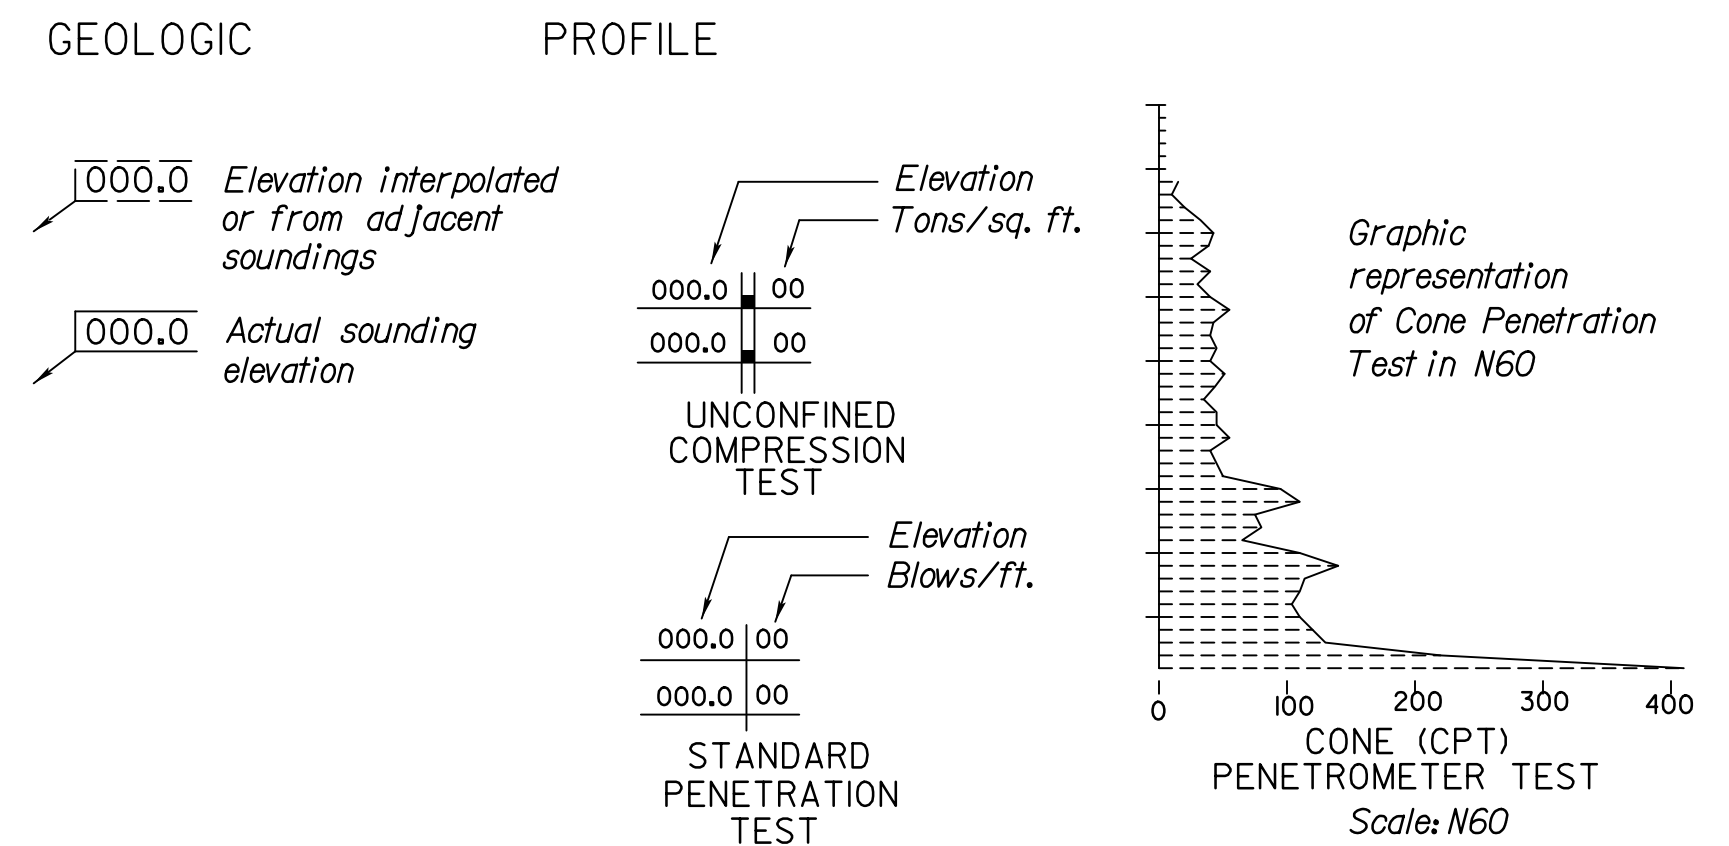 GEOLOGIC PROFILE
000.0
Elevation interpolated
or from adjacent
soundings
000.0
Actual sounding
elevation
Elevation
Tons/sq. ft.
000.0 00
000.0 00
UNCONFINED
COMPRESSION
TEST
Elevation
Blows/ft.
000.0 00
000.0 00
STANDARD
PENETRATION
TEST
Graphic
representation
of Cone Penetration
Test in N60
0 100 200 300 400
CONE (CPT)
PENETROMETER TEST
Scale: N60